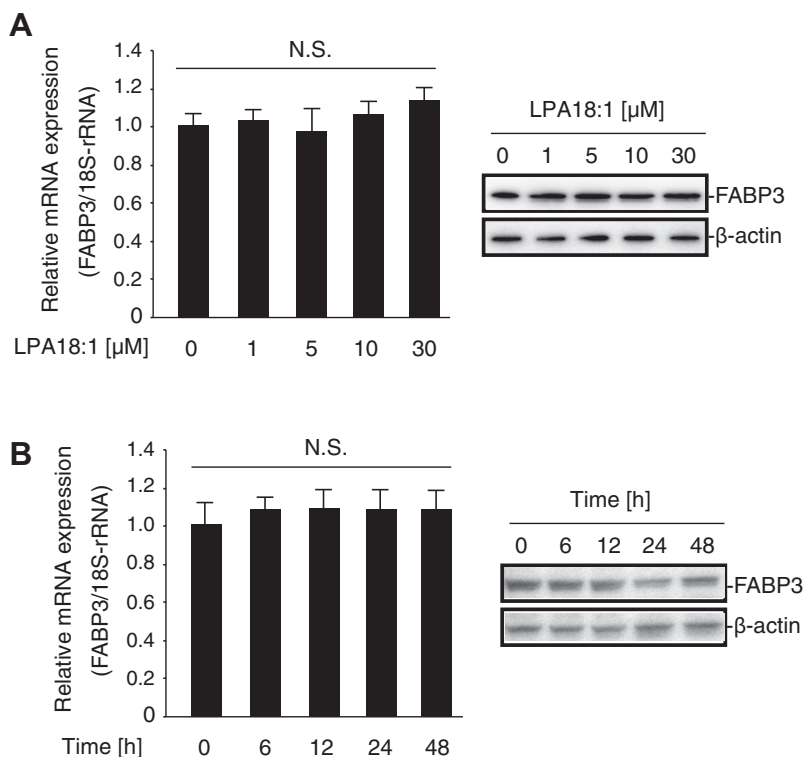 A
Relative mRNA expression
(FABP3/18S-rRNA)
1.4
1.2
1.0
0.8
0.6
0.4
0.2
0
N.S.
LPA18:1 [µM]
0 1 5 10 30
LPA18:1 [µM]
0 1 5 10 30
FABP3
β-actin
B
Relative mRNA expression
(FABP3/18S-rRNA)
1.4
1.2
1.0
0.8
0.6
0.4
0.2
0
N.S.
Time [h]
0 6 12 24 48
Time [h]
0 6 12 24 48
FABP3
β-actin